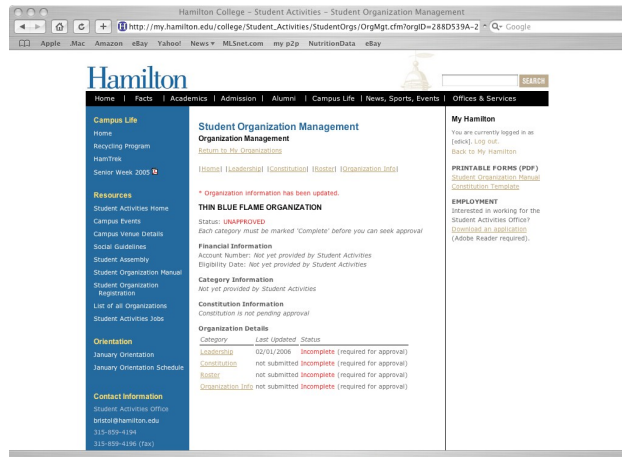 Hamilton College – Student Activities – Student Organization Management
http://my.hamilton.edu/college/Student_Activities/StudentOrgs/OrgMgt.cfm?orgID=288D539A-2
Google
Apple .Mac Amazon eBay Yahoo! News MLSnet.com my p2p NutritionData eBay
Hamilton
SEARCH
Home | Facts | Academics | Admission | Alumni | Campus Life | News, Sports, Events | Offices & Services
Campus Life
Home
Recycling Program
HamTrek
Senior Week 2005
Resources
Student Activities Home
Campus Events
Campus Venue Details
Social Guidelines
Student Assembly
Student Organization Manual
Student Organization
Registration
List of all Organizations
Student Activities Jobs
Orientation
January Orientation
January Orientation Schedule
Contact Information
Student Activities Office
bristol@hamilton.edu
315-859-4194
315-859-4196 (fax)
Student Organization Management
Organization Management
Return to My Organizations
[Home] [Leadership] [Constitution] [Roster] [Organization Info]
* Organization information has been updated.
THIN BLUE FLAME ORGANIZATION
Status: UNAPPROVED
Each category must be marked 'Complete' before you can seek approval
Financial Information
Account Number: Not yet provided by Student Activities
Eligibility Date: Not yet provided by Student Activities
Category Information
Not yet provided by Student Activities
Constitution Information
Constitution is not pending approval
Organization Details
Category Last Updated Status
Leadership 02/01/2006 Incomplete (required for approval)
Constitution not submitted Incomplete (required for approval)
Roster not submitted Incomplete (required for approval)
Organization Info not submitted Incomplete (required for approval)
My Hamilton
You are currently logged in as
[edick]. Log out.
Back to My Hamilton
PRINTABLE FORMS (PDF)
Student Organization Manual
Constitution Template
EMPLOYMENT
Interested in working for the
Student Activities Office?
Download an application
(Adobe Reader required).